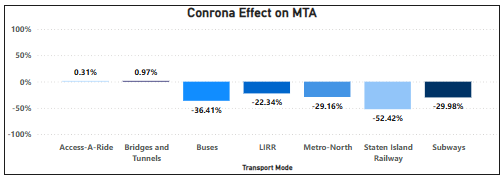 Conrona Effect on MTA
100%
50%
0%
-50%
-100%
0.31%
0.97%
-36.41%
-22.34%
-29.16%
-52.42%
-29.98%
Access-A-Ride
Bridges and
Tunnels
Buses
LIRR
Metro-North
Staten Island
Railway
Subways
Transport Mode